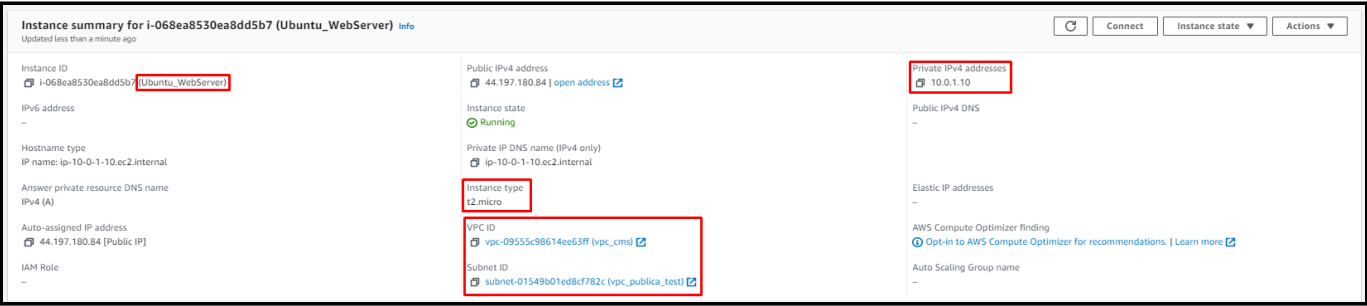 Instance summary for i-068ea8530ea8dd5b7 (Ubuntu_WebServer) Info
Updated less than a minute ago
Connect
Instance state
Actions
Instance ID
i-068ea8530ea8dd5b7 (Ubuntu_WebServer)
Public IPv4 address
44.197.180.84 | open address
Private IPv4 addresses
10.0.1.10
IPv6 address
–
Instance state
Running
Public IPv4 DNS
–
Hostname type
IP name: ip-10-0-1-10.ec2.internal
Private IP DNS name (IPv4 only)
ip-10-0-1-10.ec2.internal
Answer private resource DNS name
IPv4 (A)
Instance type
t2.micro
Elastic IP addresses
–
Auto-assigned IP address
44.197.180.84 [Public IP]
VPC ID
vpc-09555c98614ee63ff (vpc_cms)
AWS Compute Optimizer finding
Opt-in to AWS Compute Optimizer for recommendations. | Learn more
IAM Role
–
Subnet ID
subnet-01549b01ed8cf782c (vpc_publica_test)
Auto Scaling Group name
–